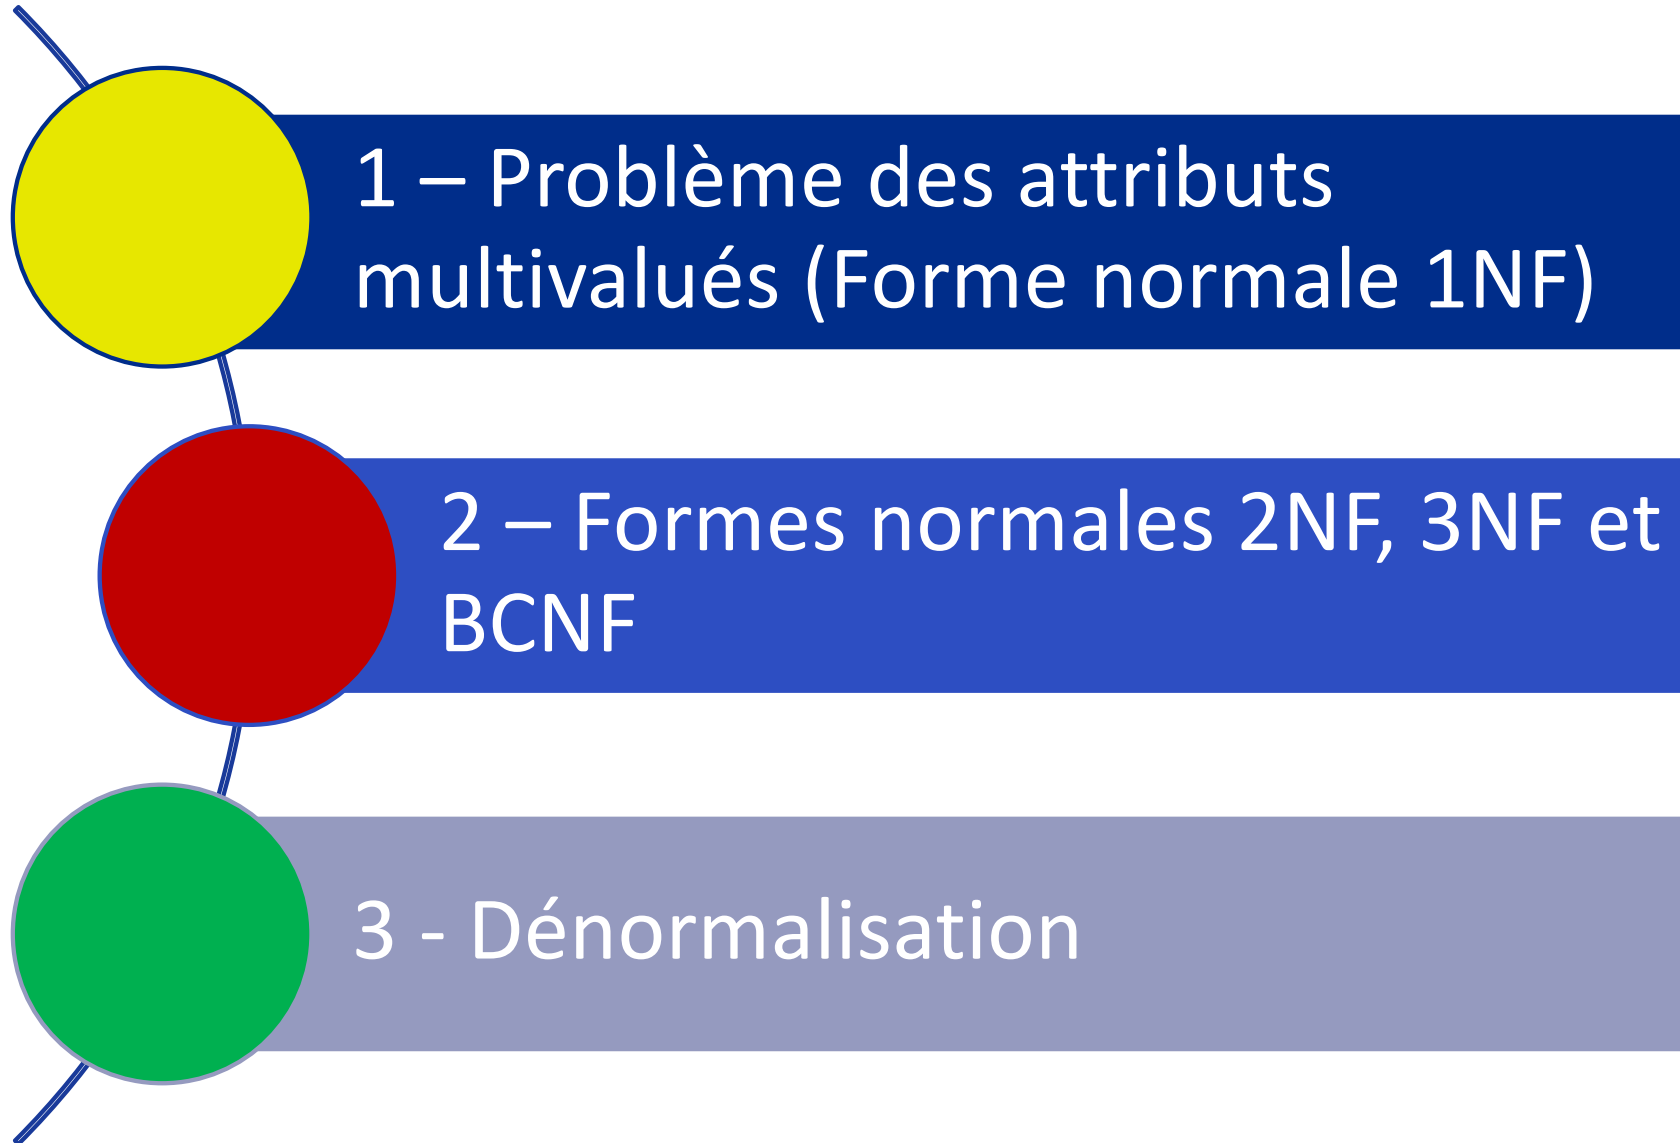 1 – Problème des attributs
multivalués (Forme normale 1NF)
2 – Formes normales 2NF, 3NF et
BCNF
3 - Dénormalisation